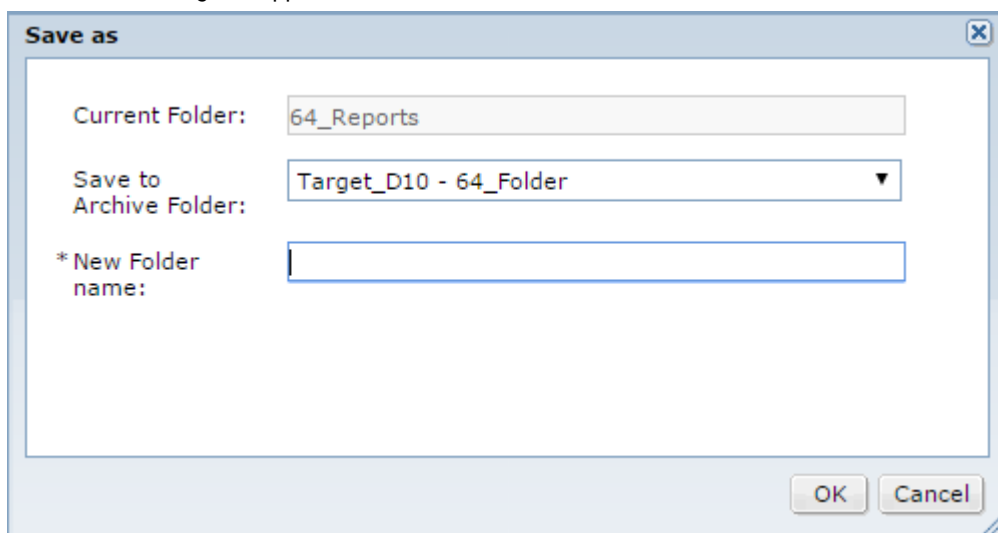 Save as
Current Folder:
64_Reports
Save to
Archive Folder:
Target_D10 - 64_Folder
* New Folder
name:
OK
Cancel